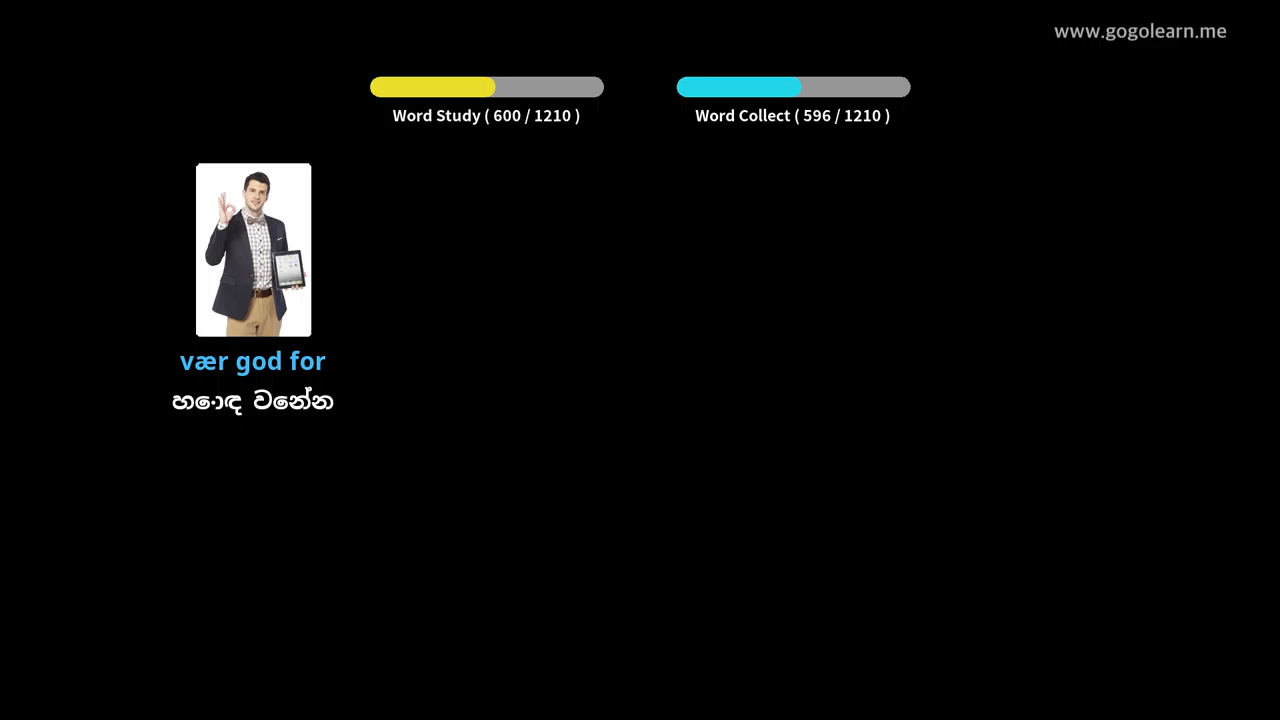 www.gogolearn.me
Word Study ( 600 / 1210 )
Word Collect ( 596 / 1210 )
vær god for
හොඳ වන්නේ